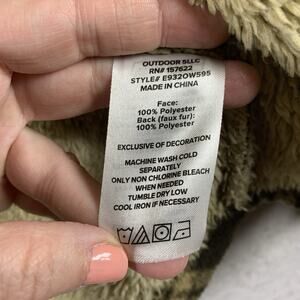 OUTDOOR SLLC
RN# 157622
STYLE# E932OW595
MADE IN CHINA
Face:
100% Polyester
Back (faux fur):
100% Polyester
EXCLUSIVE OF DECORATION
MACHINE WASH COLD
SEPARATELY
ONLY NON CHLORINE BLEACH
WHEN NEEDED
TUMBLE DRY LOW
COOL IRON IF NECESSARY